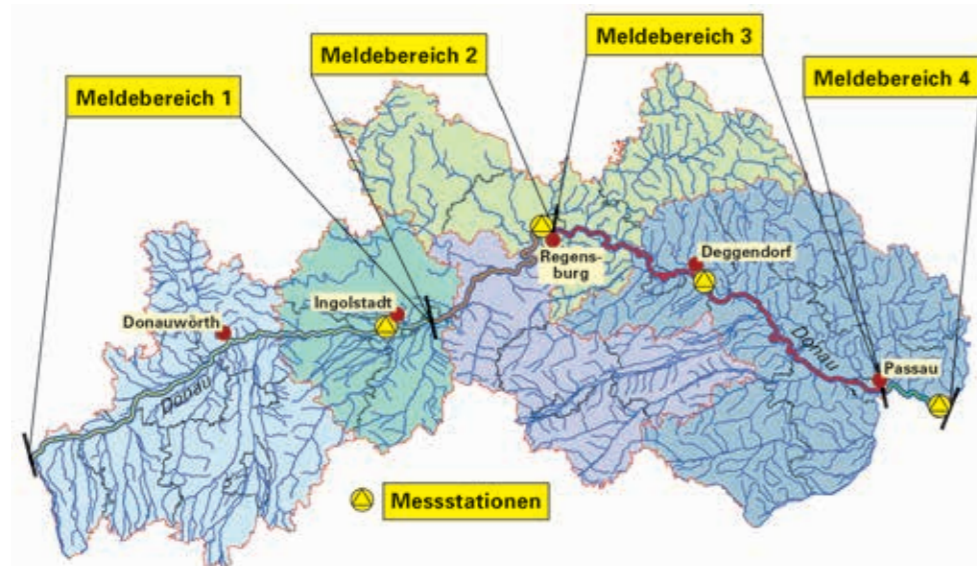 Meldebereich 1
Meldebereich 2
Meldebereich 3
Meldebereich 4
Donauwörth
Donau
Ingolstadt
Regens-
burg
Deggendorf
Donau
Passau
Messstationen